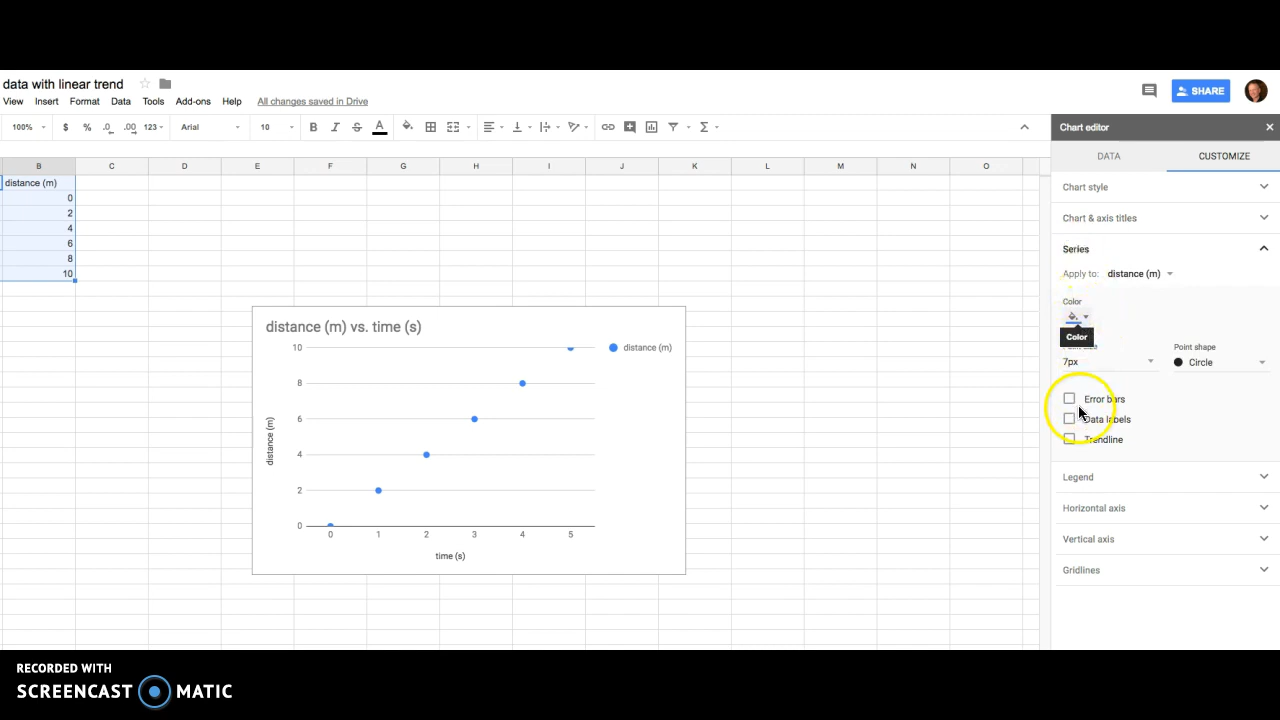 data with linear trend
View Insert Format Data Tools Add-ons Help All changes saved in Drive
SHARE
100% $ % .0 .00 123 Arial 10 B I S A Σ
Chart editor
DATA CUSTOMIZE
B C D E F G H I J K L M N O
distance (m)
0
2
4
6
8
10
Chart style
Chart & axis titles
Series
Apply to: distance (m)
Color
Color
7px
Point shape
Circle
Error bars
Data labels
Trendline
Legend
Horizontal axis
Vertical axis
Gridlines
distance (m) vs. time (s)
distance (m)
10
8
6
4
2
0
distance (m)
0 1 2 3 4 5
time (s)
RECORDED WITH
SCREENCAST MATIC